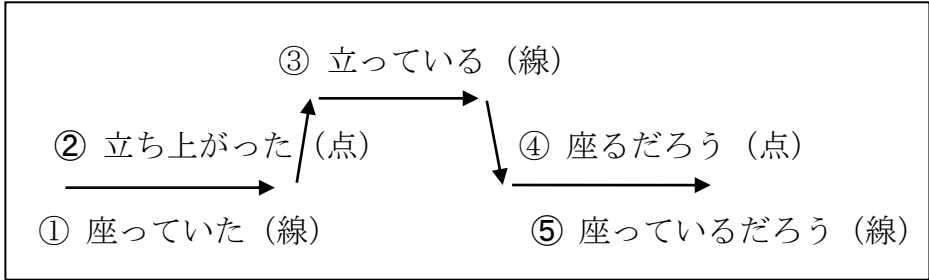 ③ 立っている（線）
② 立ち上がった（点）
④ 座るだろう（点）
① 座っていた（線）
⑤ 座っているだろう（線）